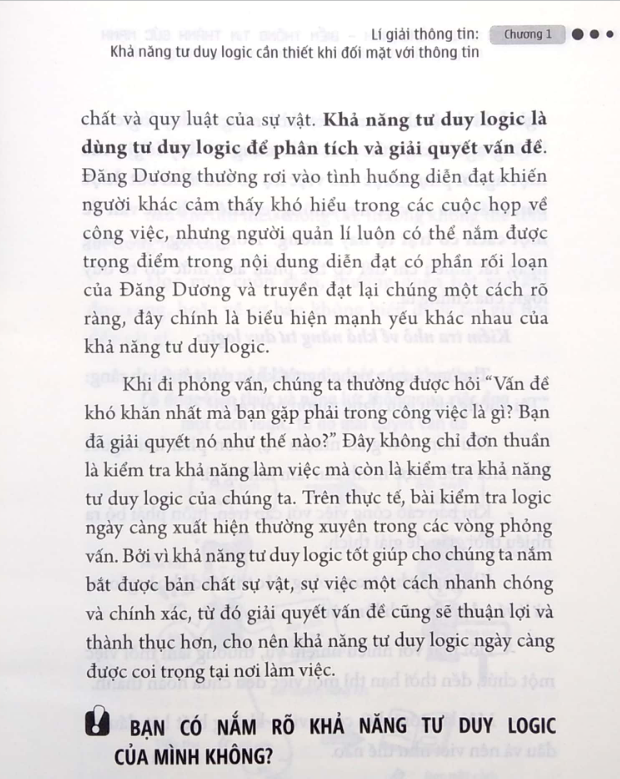 Lí giải thông tin: Chương 1
Khả năng tư duy logic cần thiết khi đối mặt với thông tin
chất và quy luật của sự vật. Khả năng tư duy logic là
dùng tư duy logic để phân tích và giải quyết vấn đề.
Đăng Dương thường rơi vào tình huống diễn đạt khiến
người khác cảm thấy khó hiểu trong các cuộc họp về
công việc, nhưng người quản lí luôn có thể nắm được
trọng điểm trong nội dung diễn đạt có phần rối loạn
của Đăng Dương và truyền đạt lại chúng một cách rõ
ràng, đây chính là biểu hiện mạnh yếu khác nhau của
khả năng tư duy logic.
Khi đi phỏng vấn, chúng ta thường được hỏi “Vấn đề
khó khăn nhất mà bạn gặp phải trong công việc là gì? Bạn
đã giải quyết nó như thế nào?” Đây không chỉ đơn thuần
là kiểm tra khả năng làm việc mà còn là kiểm tra khả năng
tư duy logic của chúng ta. Trên thực tế, bài kiểm tra logic
ngày càng xuất hiện thường xuyên trong các vòng phỏng
vấn. Bởi vì khả năng tư duy logic tốt giúp cho chúng ta nắm
bắt được bản chất sự vật, sự việc một cách nhanh chóng
và chính xác, từ đó giải quyết vấn đề cũng sẽ thuận lợi và
thành thục hơn, cho nên khả năng tư duy logic ngày càng
được coi trọng tại nơi làm việc.
BẠN CÓ NẮM RÕ KHẢ NĂNG TƯ DUY LOGIC
CỦA MÌNH KHÔNG?